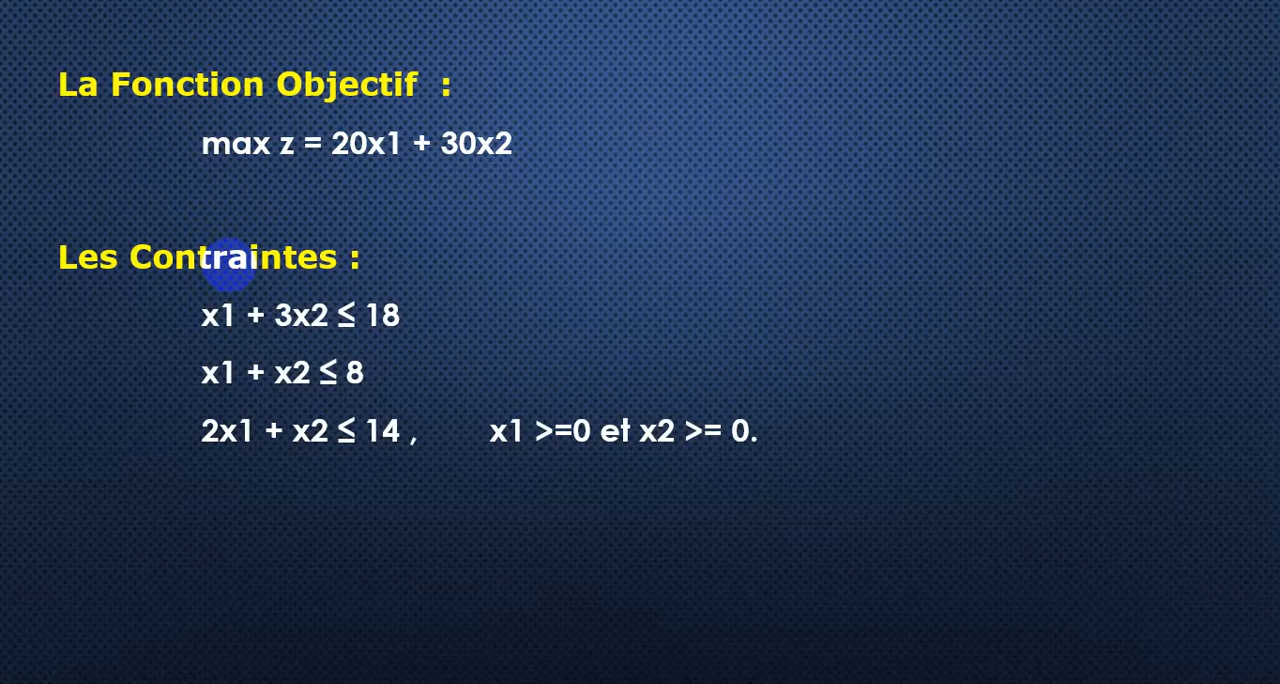 La Fonction Objectif  :
max z = 20x1 + 30x2
Les Contraintes :
x1 + 3x2 ≤ 18
x1 + x2 ≤ 8
2x1 + x2 ≤ 14 ,        x1 >=0 et x2 >= 0.